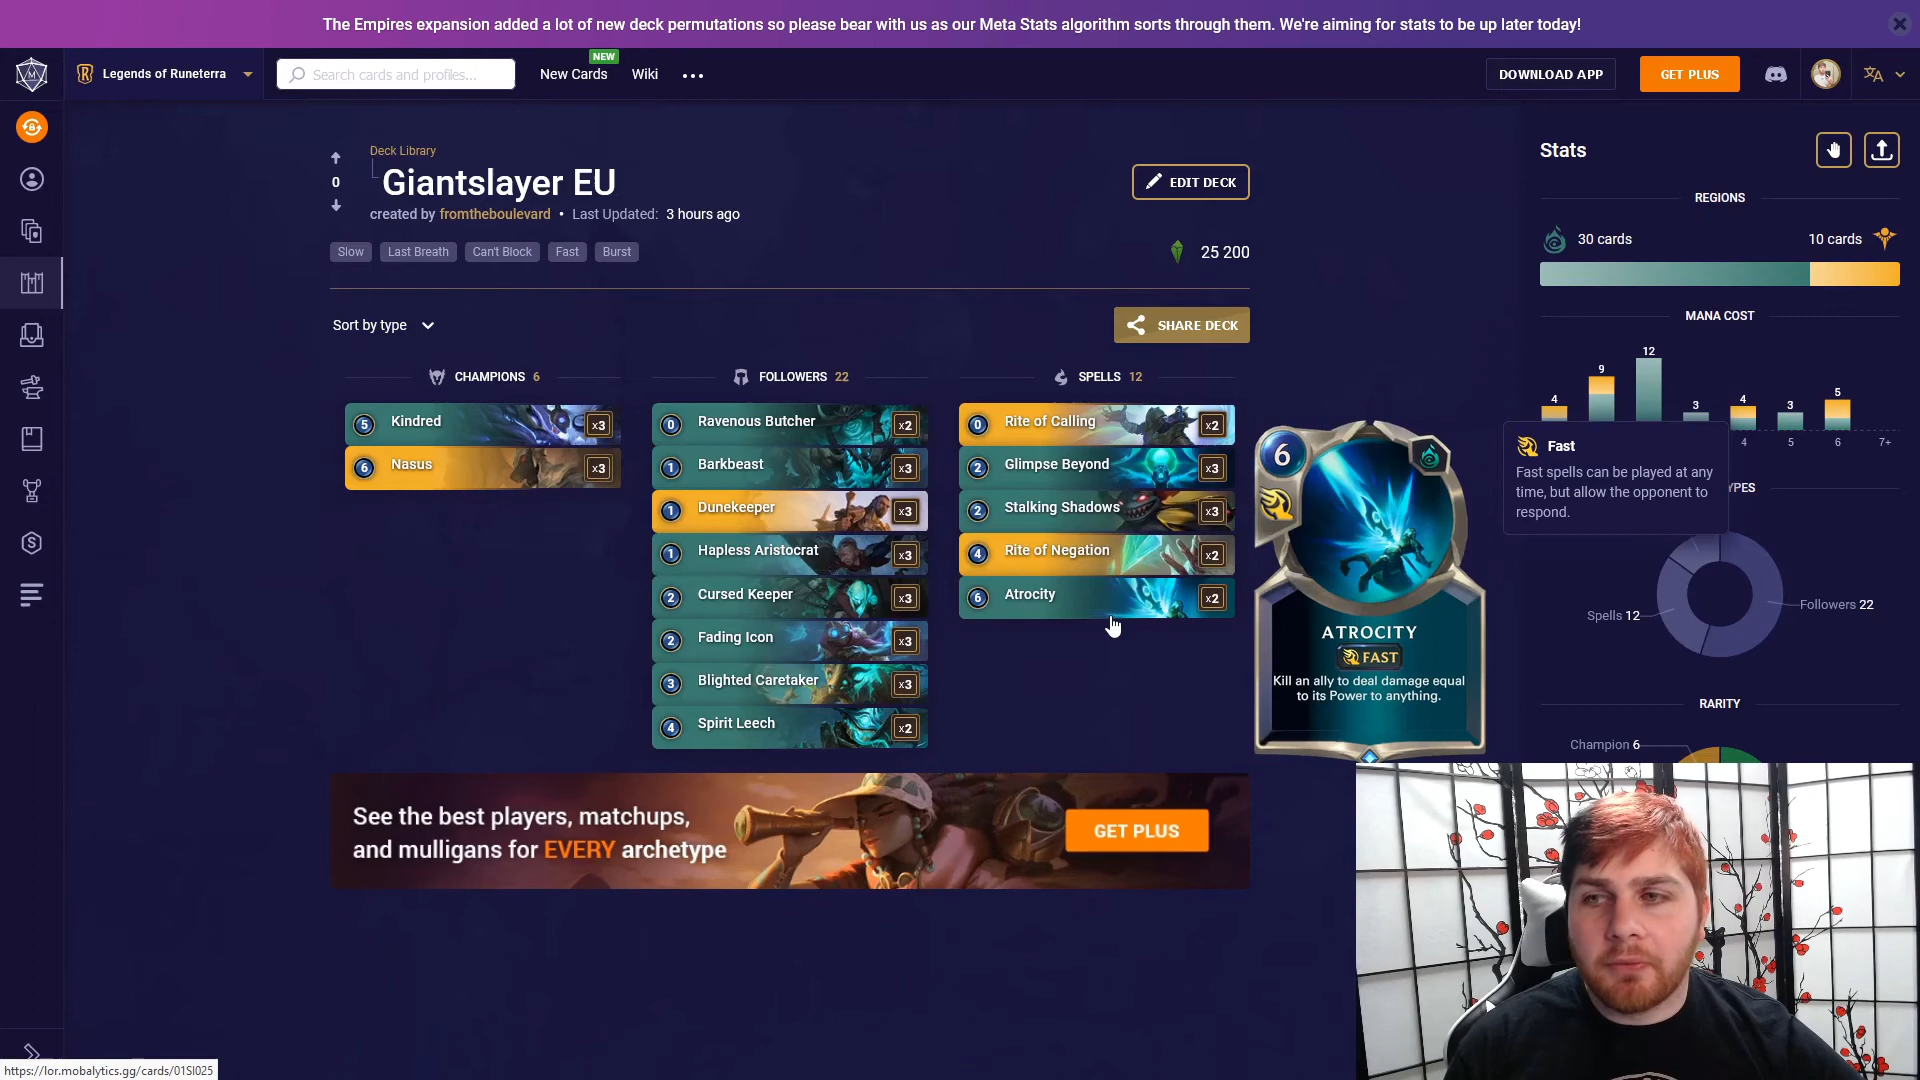 The Empires expansion added a lot of new deck permutations so please bear with us as our Meta Stats algorithm sorts through them. We're aiming for stats to be up later today!
Legends of Runeterra
Search cards and profiles...
New Cards
NEW
Wiki
DOWNLOAD APP
GET PLUS
Deck Library
0
Giantslayer EU
created by fromtheboulevard • Last Updated: 3 hours ago
EDIT DECK
Slow
Last Breath
Can't Block
Fast
Burst
25 200
Sort by type
SHARE DECK
CHAMPIONS 6
5 Kindred x3
6 Nasus x3
FOLLOWERS 22
0 Ravenous Butcher x2
1 Barkbeast x3
1 Dunekeeper x3
1 Hapless Aristocrat x3
2 Cursed Keeper x3
2 Fading Icon x3
3 Blighted Caretaker x3
4 Spirit Leech x2
SPELLS 12
0 Rite of Calling x2
2 Glimpse Beyond x3
2 Stalking Shadows x3
4 Rite of Negation x2
6 Atrocity x2
6
ATROCITY
FAST
Kill an ally to deal damage equal
to its Power to anything.
See the best players, matchups,
and mulligans for EVERY archetype
GET PLUS
Stats
REGIONS
30 cards
10 cards
MANA COST
4 9 12 3 4 3 5
4 5 6 7+
Fast
Fast spells can be played at any
time, but allow the opponent to
respond.
YPES
Spells 12
Followers 22
RARITY
Champion 6
https://lor.mobalytics.gg/cards/01SI025